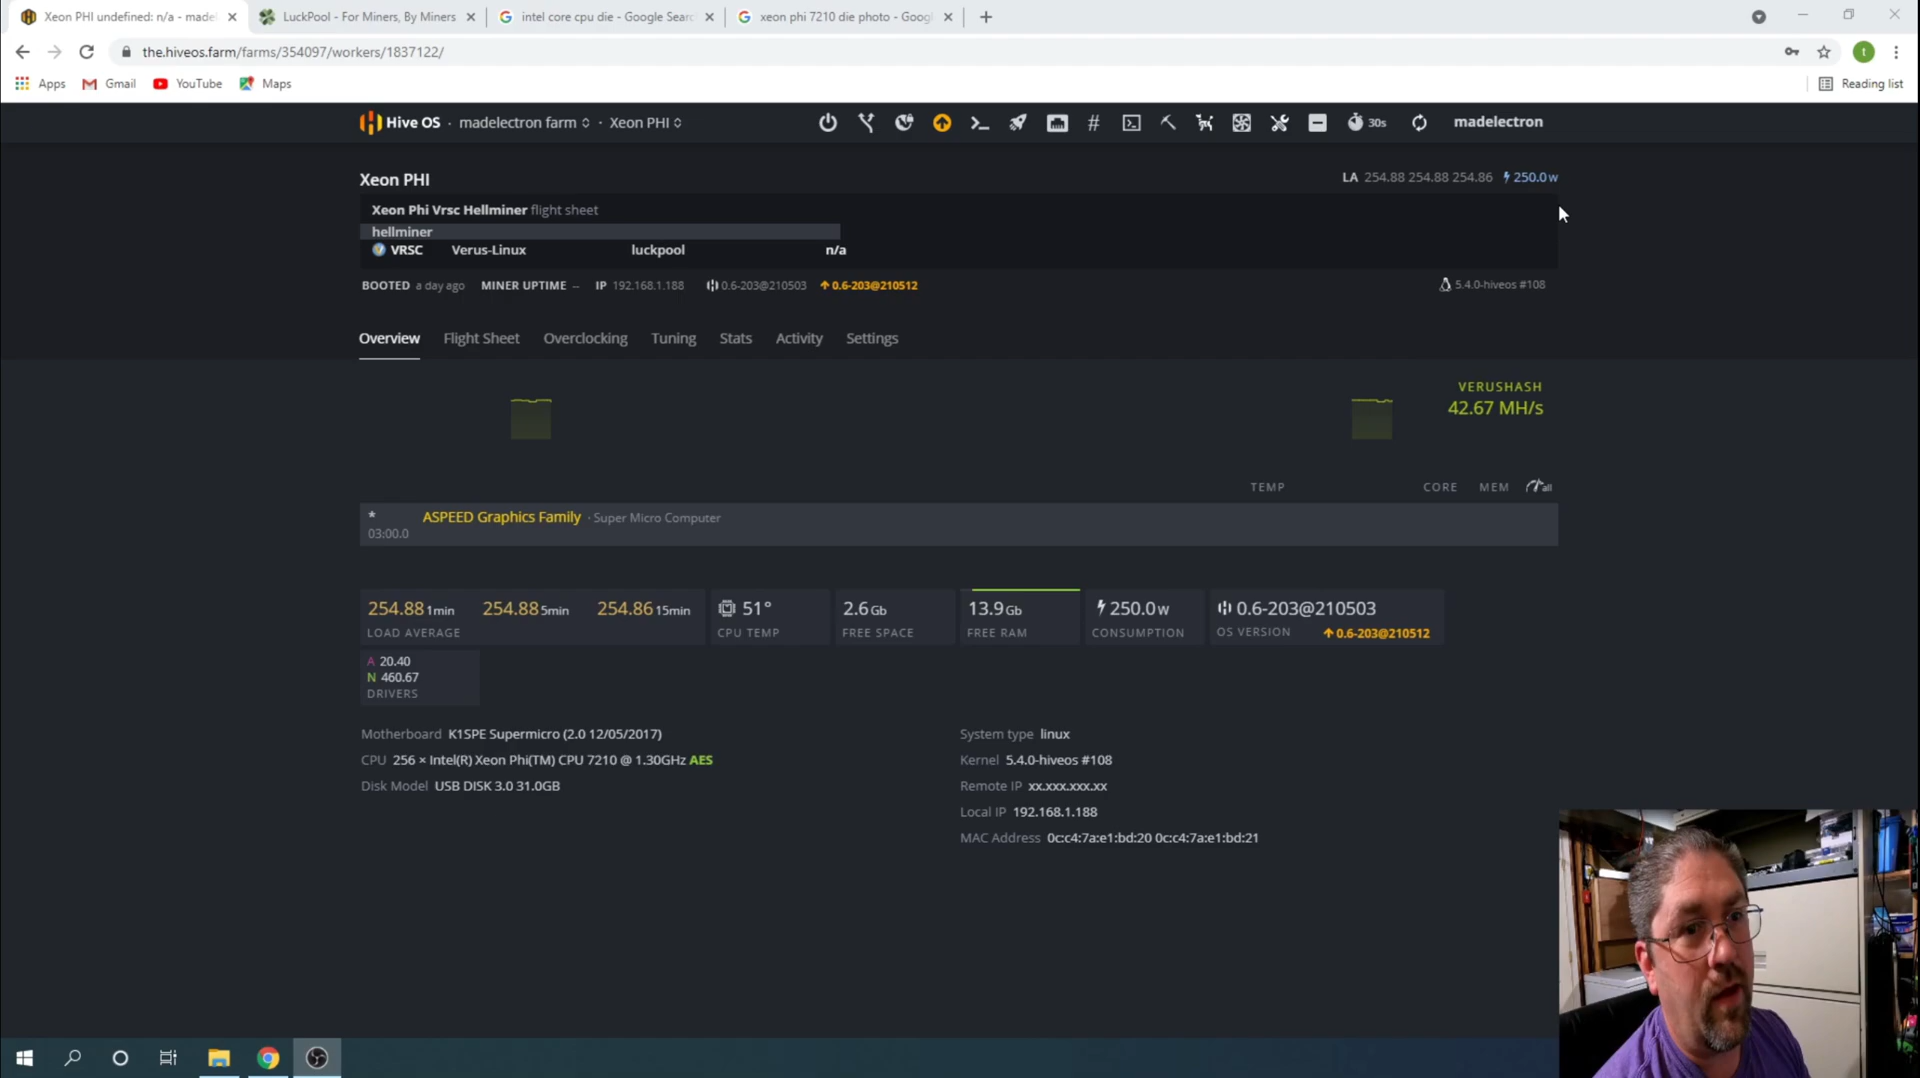 Xeon PHI undefined: n/a - made
LuckPool - For Miners, By Miners
intel core cpu die - Google Searc
xeon phi 7210 die photo - Googl
the.hiveos.farm/farms/354097/workers/1837122/
t
Apps
Gmail
YouTube
Maps
Reading list
Hive OS · madelectron farm · Xeon PHI
30s
madelectron
Xeon PHI
LA 254.88 254.88 254.86 250.0w
Xeon Phi Vrsc Hellminer flight sheet
hellminer
VRSC Verus-Linux luckpool n/a
BOOTED a day ago MINER UPTIME -- IP 192.168.1.188 0.6-203@210503 0.6-203@210512
5.4.0-hiveos #108
Overview Flight Sheet Overclocking Tuning Stats Activity Settings
VERUSHASH
42.67 MH/s
TEMP CORE MEM all
* ASPEED Graphics Family · Super Micro Computer
03:00.0
254.88 1min 254.88 5min 254.86 15min
LOAD AVERAGE
51°
CPU TEMP
2.6 Gb
FREE SPACE
13.9 Gb
FREE RAM
250.0 w
CONSUMPTION
0.6-203@210503
OS VERSION 0.6-203@210512
A 20.40
N 460.67
DRIVERS
Motherboard K1SPE Supermicro (2.0 12/05/2017)
CPU 256 × Intel(R) Xeon Phi(TM) CPU 7210 @ 1.30GHz AES
Disk Model USB DISK 3.0 31.0GB
System type linux
Kernel 5.4.0-hiveos #108
Remote IP xx.xxx.xxx.xx
Local IP 192.168.1.188
MAC Address 0c:c4:7a:e1:bd:20 0c:c4:7a:e1:bd:21